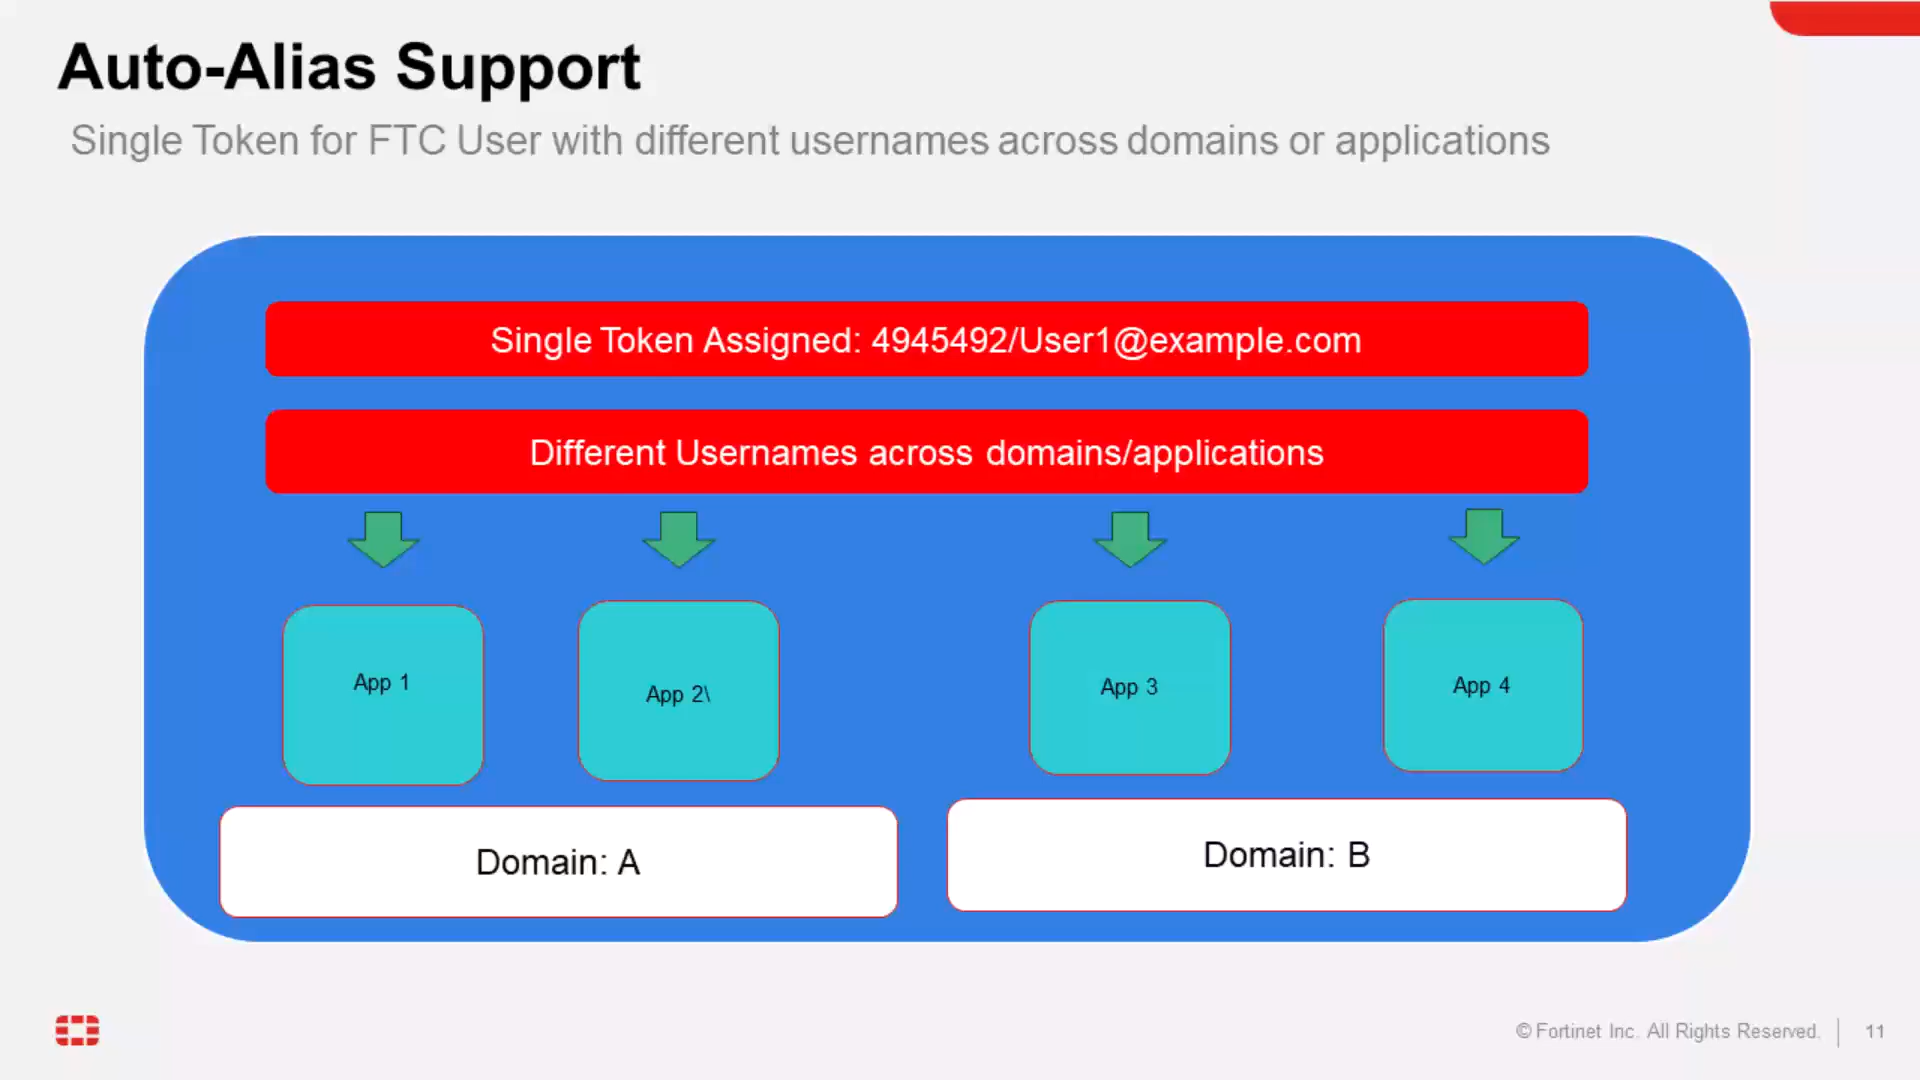 Auto-Alias Support
Single Token for FTC User with different usernames across domains or applications
Single Token Assigned: 4945492/User1@example.com
Different Usernames across domains/applications
App 1
App 2\
App 3
App 4
Domain: A
Domain: B
© Fortinet Inc. All Rights Reserved.
11